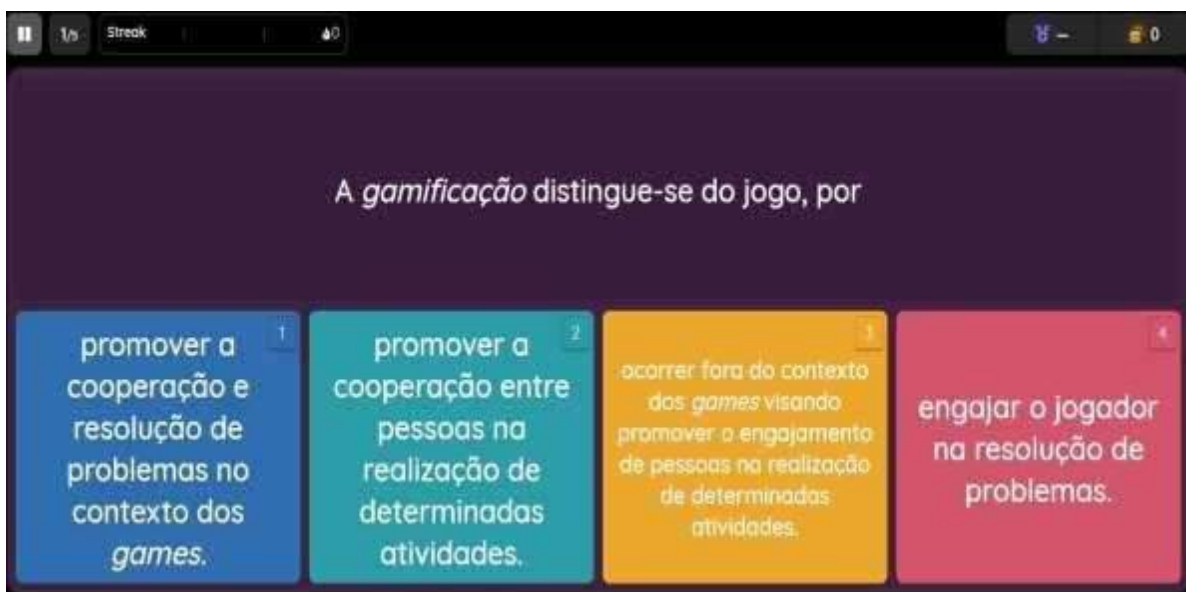 1/5 Streak 0 – 0
A gamificação distingue-se do jogo, por
1
promover a
cooperação e
resolução de
problemas no
contexto dos
games.
2
promover a
cooperação entre
pessoas na
realização de
determinadas
atividades.
3
ocorrer fora do contexto
dos games visando
promover o engajamento
de pessoas na realização
de determinadas
atividades.
4
engajar o jogador
na resolução de
problemas.